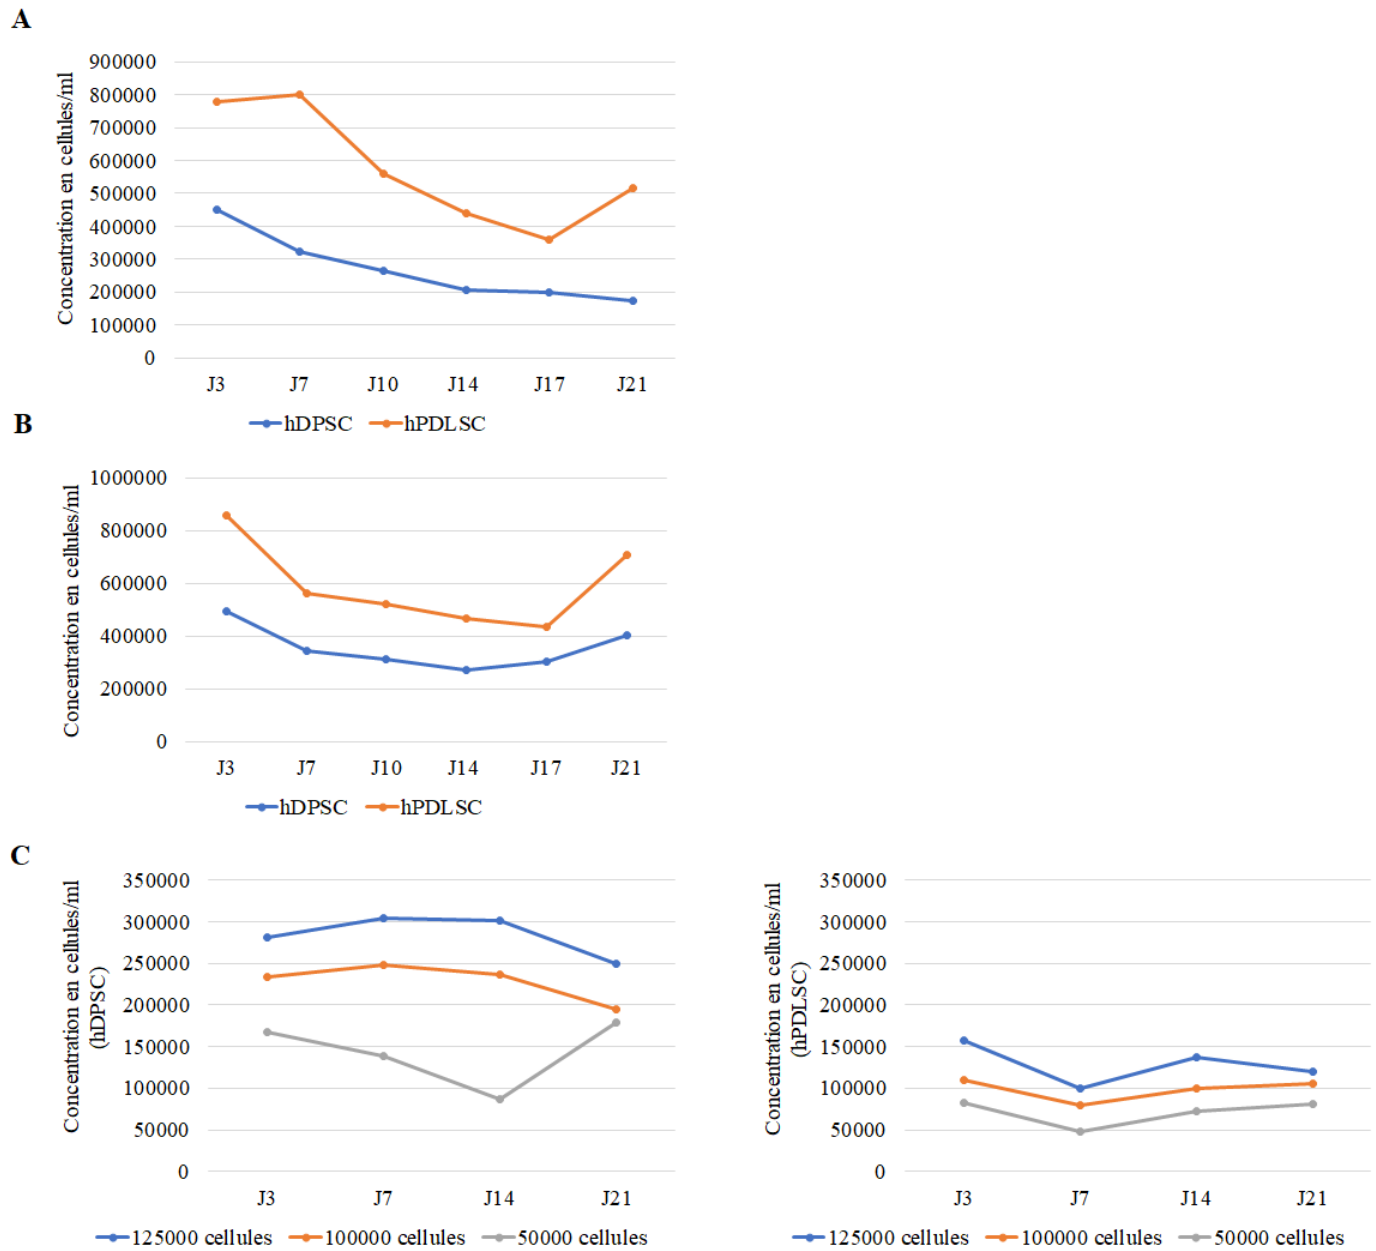 A
Concentration en cellules/ml
900000
800000
700000
600000
500000
400000
300000
200000
100000
0
J3 J7 J10 J14 J17 J21
hDPSC hPDLSC
B
Concentration en cellules/ml
1000000
800000
600000
400000
200000
0
J3 J7 J10 J14 J17 J21
hDPSC hPDLSC
C
Concentration en cellules/ml
(hDPSC)
350000
300000
250000
200000
150000
100000
50000
0
J3 J7 J14 J21
125000 cellules 100000 cellules 50000 cellules
Concentration en cellules/ml
(hPDLSC)
350000
300000
250000
200000
150000
100000
50000
0
J3 J7 J14 J21
125000 cellules 100000 cellules 50000 cellules